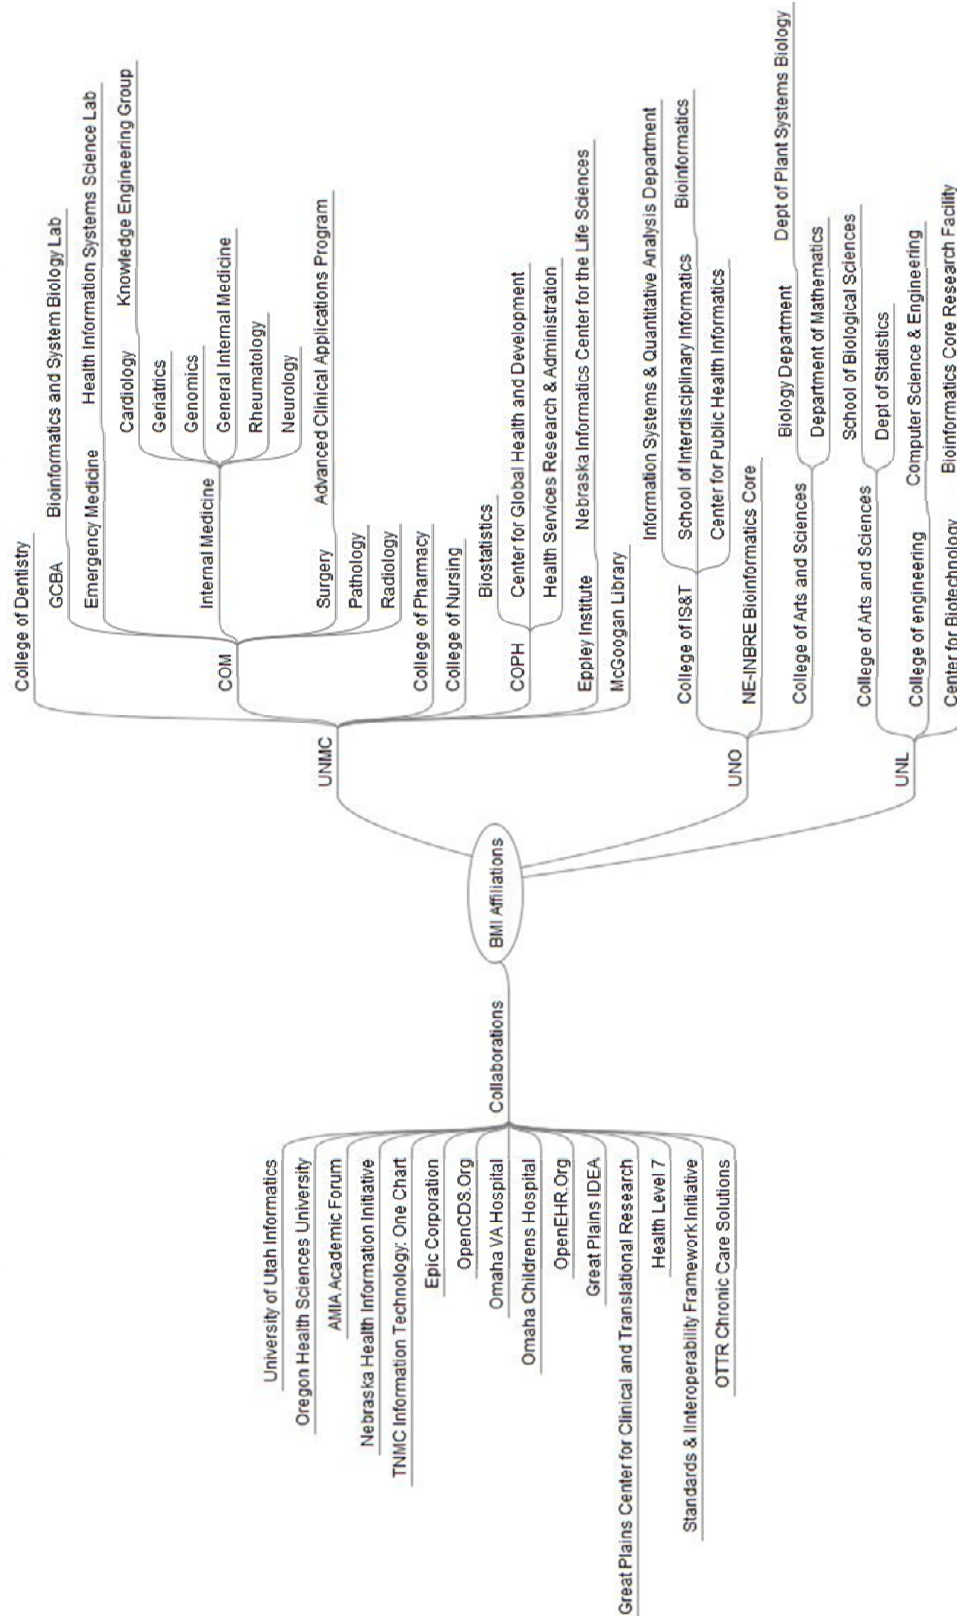 BMI Affiliations
Collaborations
University of Utah Informatics
Oregon Health Sciences University
AMIA Academic Forum
Nebraska Health Information Initiative
TNMC Information Technology: One Chart
Epic Corporation
OpenCDS.Org
Omaha VA Hospital
Omaha Childrens Hospital
OpenEHR.Org
Great Plains IDEA
Great Plains Center for Clinical and Translational Research
Health Level 7
Standards & IInteroperability Framework Initiative
OTTR Chronic Care Solutions
UNMC
College of Dentistry
COM
GCBA
Bioinformatics and System Biology Lab
Emergency Medicine
Health Information Systems Science Lab
Internal Medicine
Cardiology
Knowledge Engineering Group
Geriatrics
Genomics
General Internal Medicine
Rheumatology
Neurology
Surgery
Advanced Clinical Applications Program
Pathology
Radiology
College of Pharmacy
College of Nursing
COPH
Biostatistics
Center for Global Health and Development
Health Services Research & Administration
Eppley Institute
Nebraska Informatics Center for the Life Sciences
McGoogan Library
UNO
College of IS&T
Information Systems & Quantitative Analysis Department
School of Interdisciplinary Informatics
Bioinformatics
Center for Public Health Informatics
NE-INBRE Bioinformatics Core
College of Arts and Sciences
Biology Department
Dept of Plant Systems Biology
Department of Mathematics
UNL
College of Arts and Sciences
School of Biological Sciences
Dept of Statistics
College of engineering
Computer Science & Engineering
Center for Biotechnology
Bioinformatics Core Research Facility